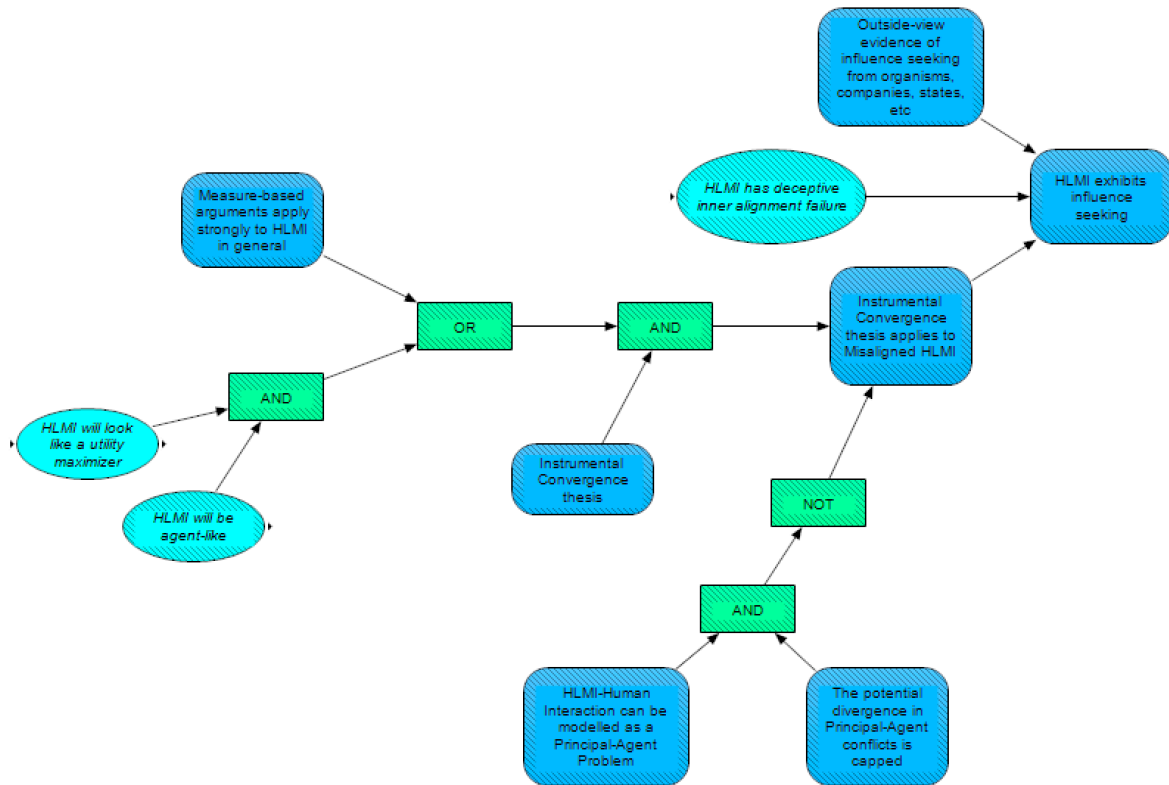 Outside-view
evidence of
influence seeking
from organisms,
companies, states,
etc
HLMI has deceptive
inner alignment failure
HLMI exhibits
influence
seeking
Measure-based
arguments apply
strongly to HLMI
in general
OR
AND
Instrumental
Convergence
thesis applies to
Misaligned HLMI
AND
HLMI will look
like a utility
maximizer
HLMI will be
agent-like
Instrumental
Convergence
thesis
NOT
AND
HLMI-Human
Interaction can be
modelled as a
Principal-Agent
Problem
The potential
divergence in
Principal-Agent
conflicts is
capped